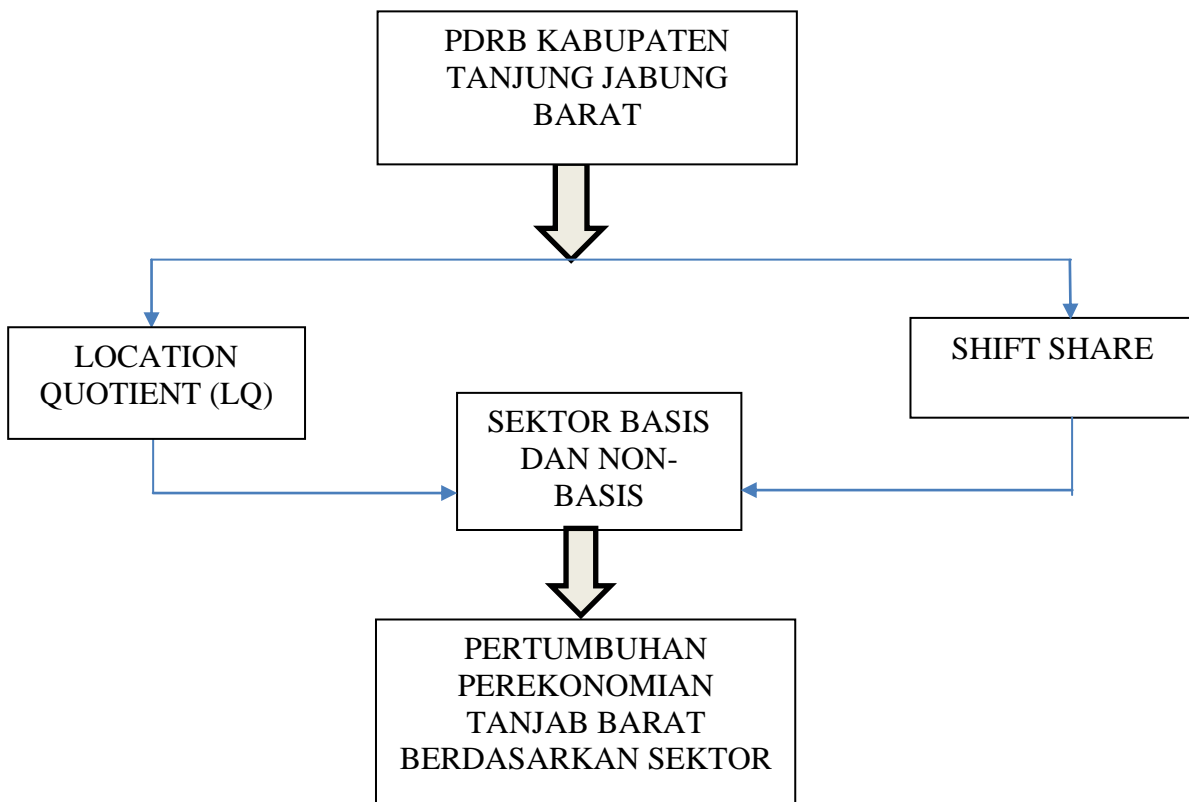 PDRB KABUPATEN
TANJUNG JABUNG
BARAT
LOCATION
QUOTIENT (LQ)
SHIFT SHARE
SEKTOR BASIS
DAN NON-
BASIS
PERTUMBUHAN
PEREKONOMIAN
TANJAB BARAT
BERDASARKAN SEKTOR